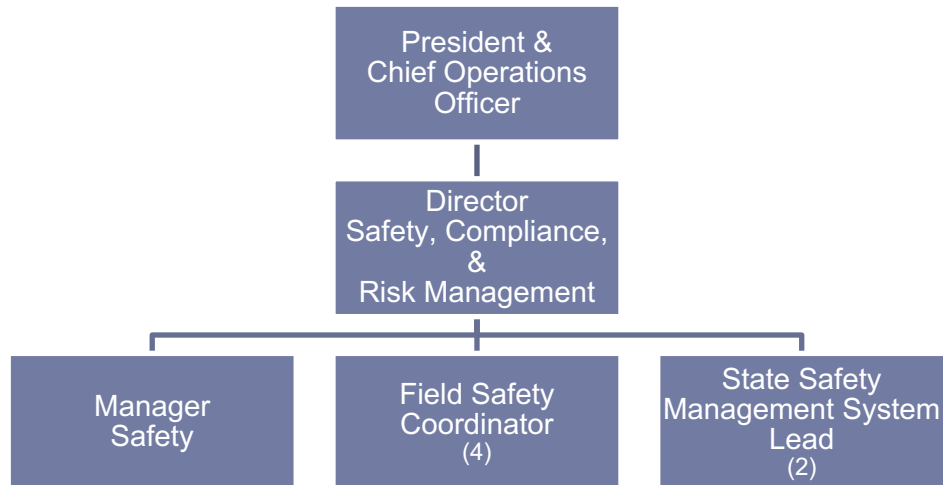 President &
Chief Operations
Officer
Director
Safety, Compliance,
&
Risk Management
Manager
Safety
Field Safety
Coordinator
(4)
State Safety
Management System
Lead
(2)